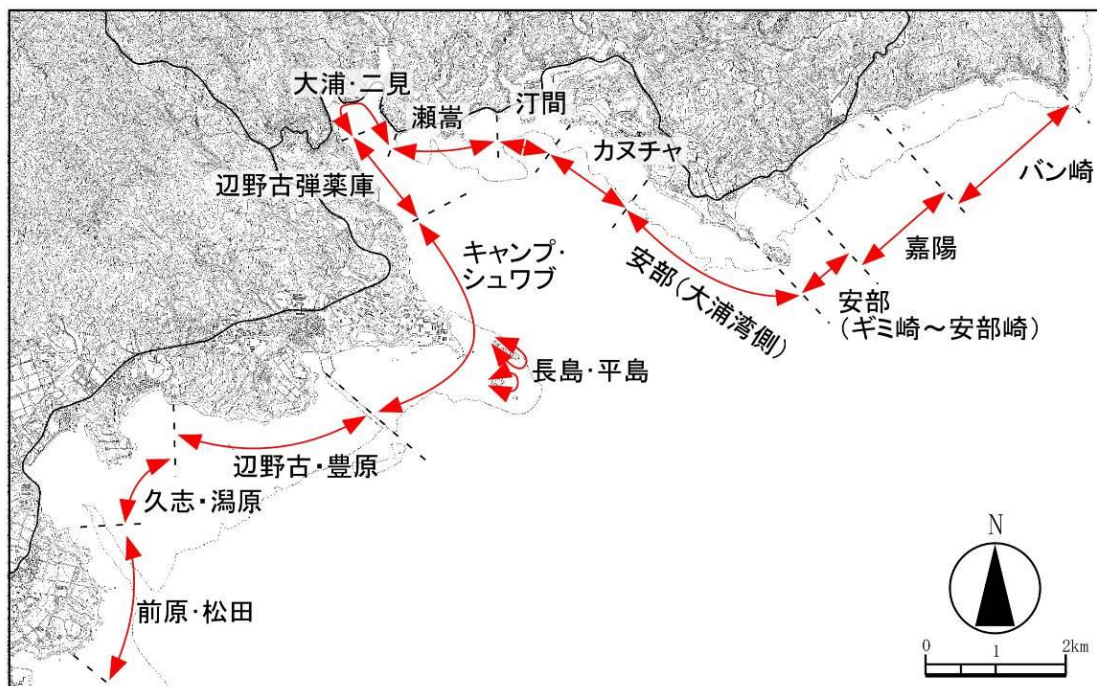 大浦・二見
瀬嵩
汀間
カヌチャ
バン崎
辺野古弾薬庫
嘉陽
キャンプ・
シュワブ
安部(大浦湾側)
安部
(ギミ崎～安部崎)
長島・平島
辺野古・豊原
久志・潟原
前原・松田
N
0 1 2km